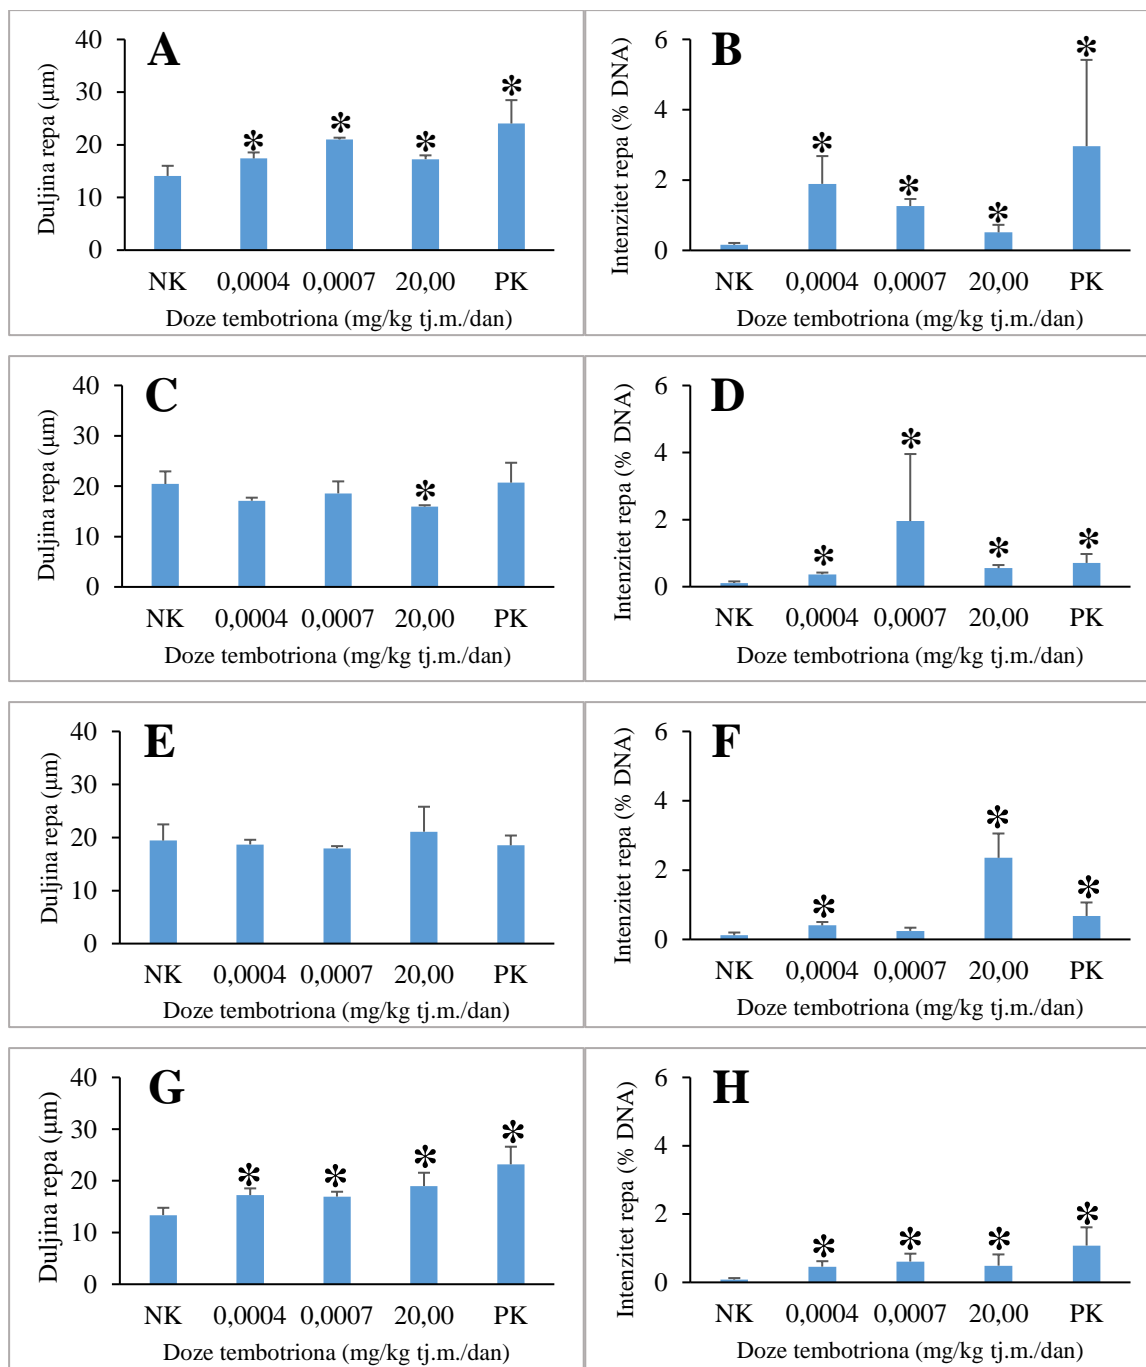 A
Duljina repa (µm)
40
30
20
10
0
* * * *
NK 0,0004 0,0007 20,00 PK
Doze tembotriona (mg/kg tj.m./dan)
B
Intenzitet repa (% DNA)
6
4
2
0
* * * *
NK 0,0004 0,0007 20,00 PK
Doze tembotriona (mg/kg tj.m./dan)
C
Duljina repa (µm)
40
30
20
10
0
*
NK 0,0004 0,0007 20,00 PK
Doze tembotriona (mg/kg tj.m./dan)
D
Intenzitet repa (% DNA)
6
4
2
0
* * * *
NK 0,0004 0,0007 20,00 PK
Doze tembotriona (mg/kg tj.m./dan)
E
Duljina repa (µm)
40
30
20
10
0
NK 0,0004 0,0007 20,00 PK
Doze tembotriona (mg/kg tj.m./dan)
F
Intenzitet repa (% DNA)
6
4
2
0
* * *
NK 0,0004 0,0007 20,00 PK
Doze tembotriona (mg/kg tj.m./dan)
G
Duljina repa (µm)
40
30
20
10
0
* * * *
NK 0,0004 0,0007 20,00 PK
Doze tembotriona (mg/kg tj.m./dan)
H
Intenzitet repa (% DNA)
6
4
2
0
* * * *
NK 0,0004 0,0007 20,00 PK
Doze tembotriona (mg/kg tj.m./dan)